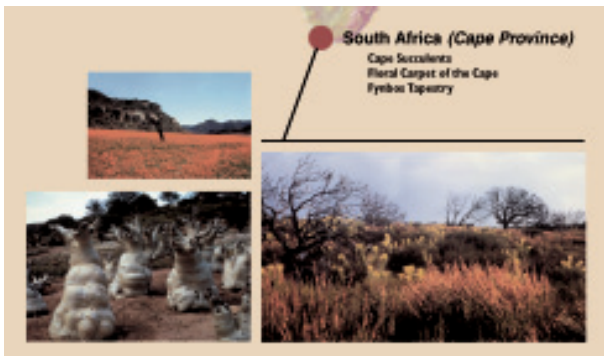 South Africa (Cape Province)
Cape Succulents
Floral Carpet of the Cape
Fynbos Tapestry